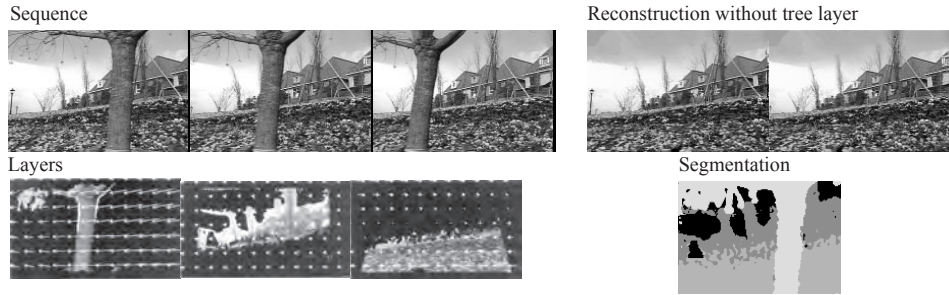 Sequence
Reconstruction without tree layer
Layers
Segmentation